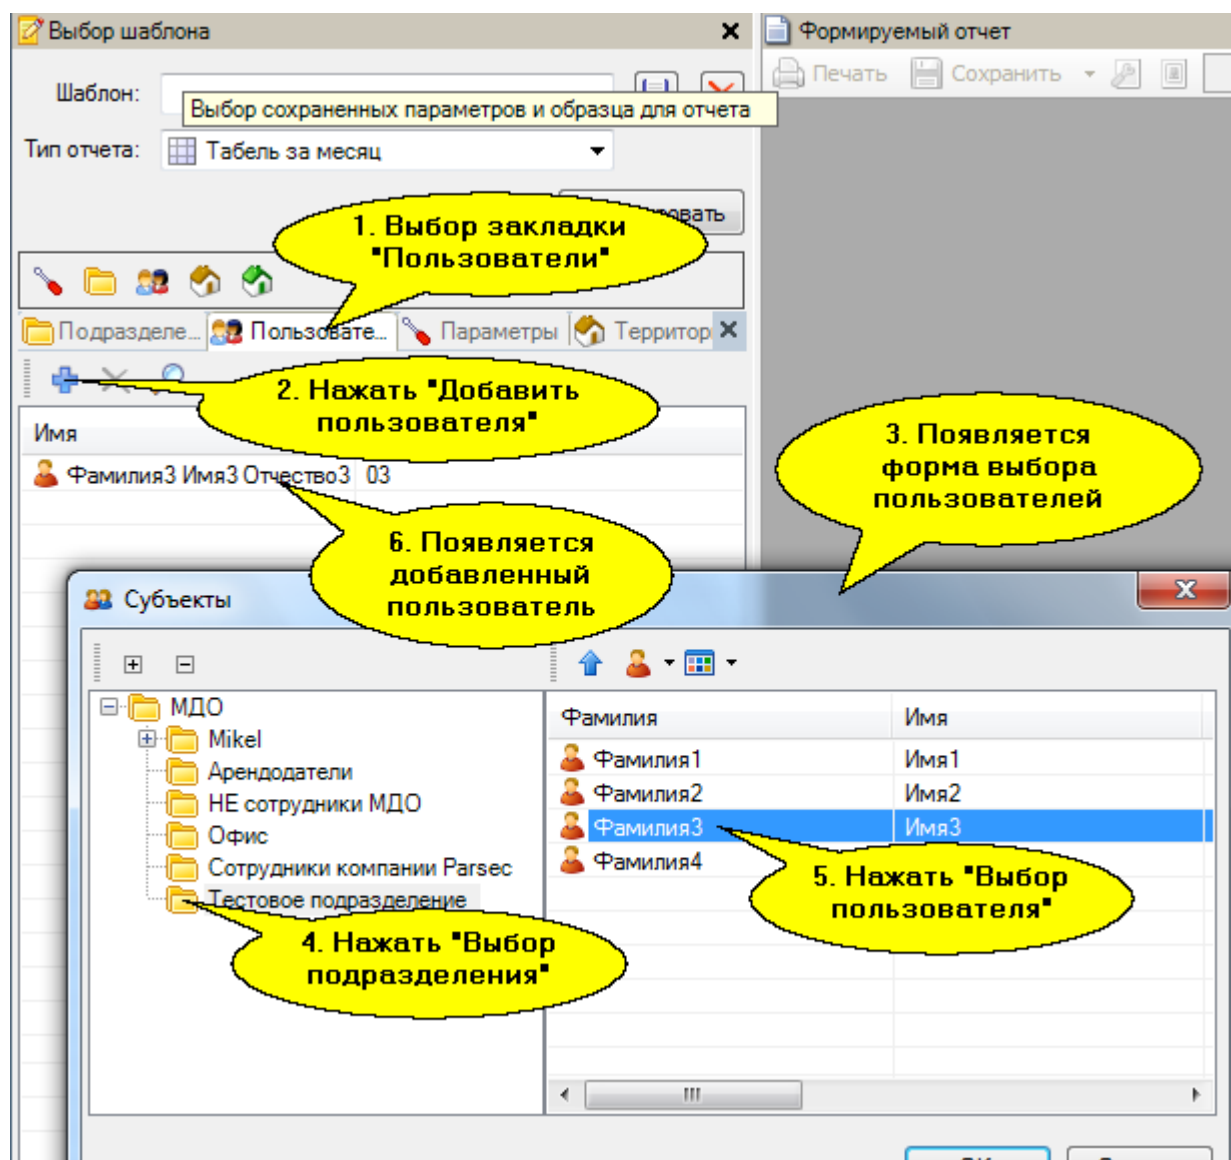 Выбор шаблона
Формируемый отчет
Печать
Сохранить
Шаблон:
Выбор сохраненных параметров и образца для отчета
Тип отчета:
Табель за месяц
1. Выбор закладки
"Пользователи"
Подразделе...
Пользовате...
Параметры
2. Нажать "Добавить
пользователя"
Имя
Фамилия3 Имя3 Отчество3 03
3. Появляется
форма выбора
пользователей
6. Появляется
добавленный
пользователь
Субъекты
МДО
Mikel
Арендодатели
НЕ сотрудники МДО
Офис
Сотрудники компании Parsec
Тестовое подразделение
Фамилия
Имя
Фамилия1
Имя1
Фамилия2
Имя2
Фамилия3
Имя3
Фамилия4
4. Нажать "Выбор
подразделения"
5. Нажать "Выбор
пользователя"